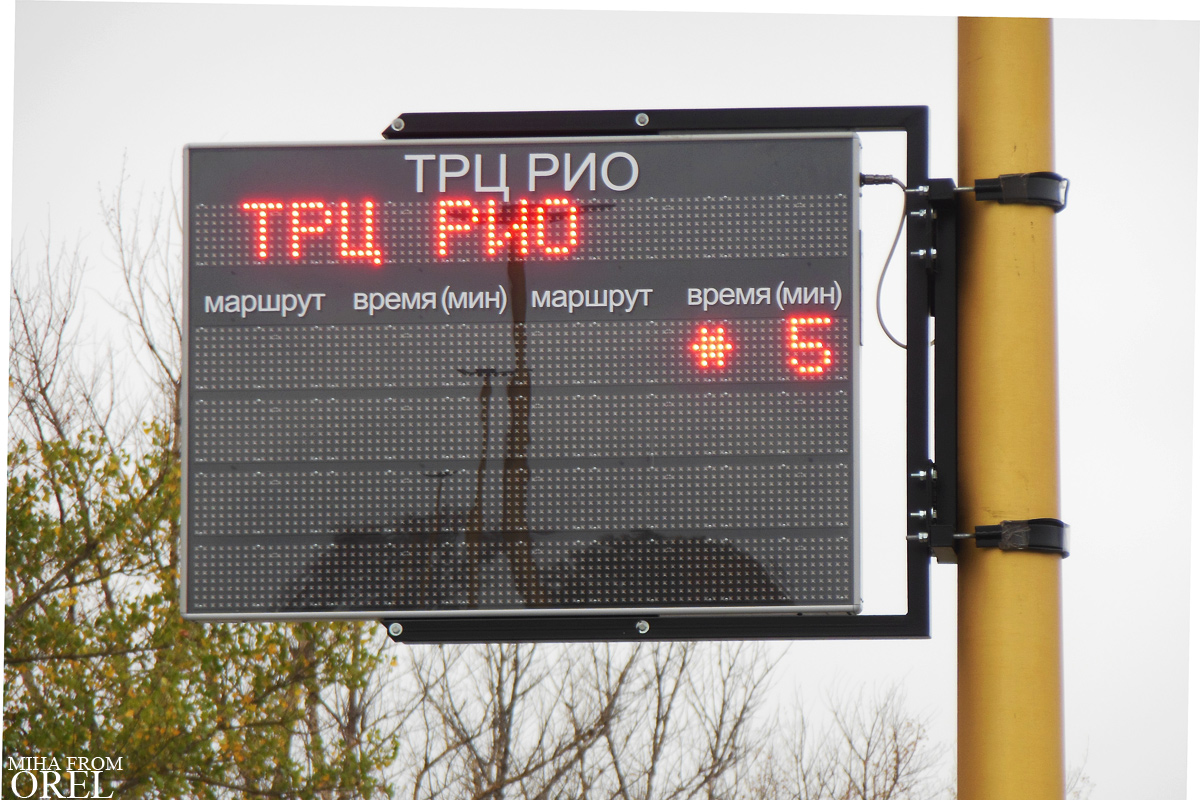 ТРЦ РИО
ТРЦ РИО
маршрут время (мин) маршрут время (мин)
# 5
MIHA FROM
OREL